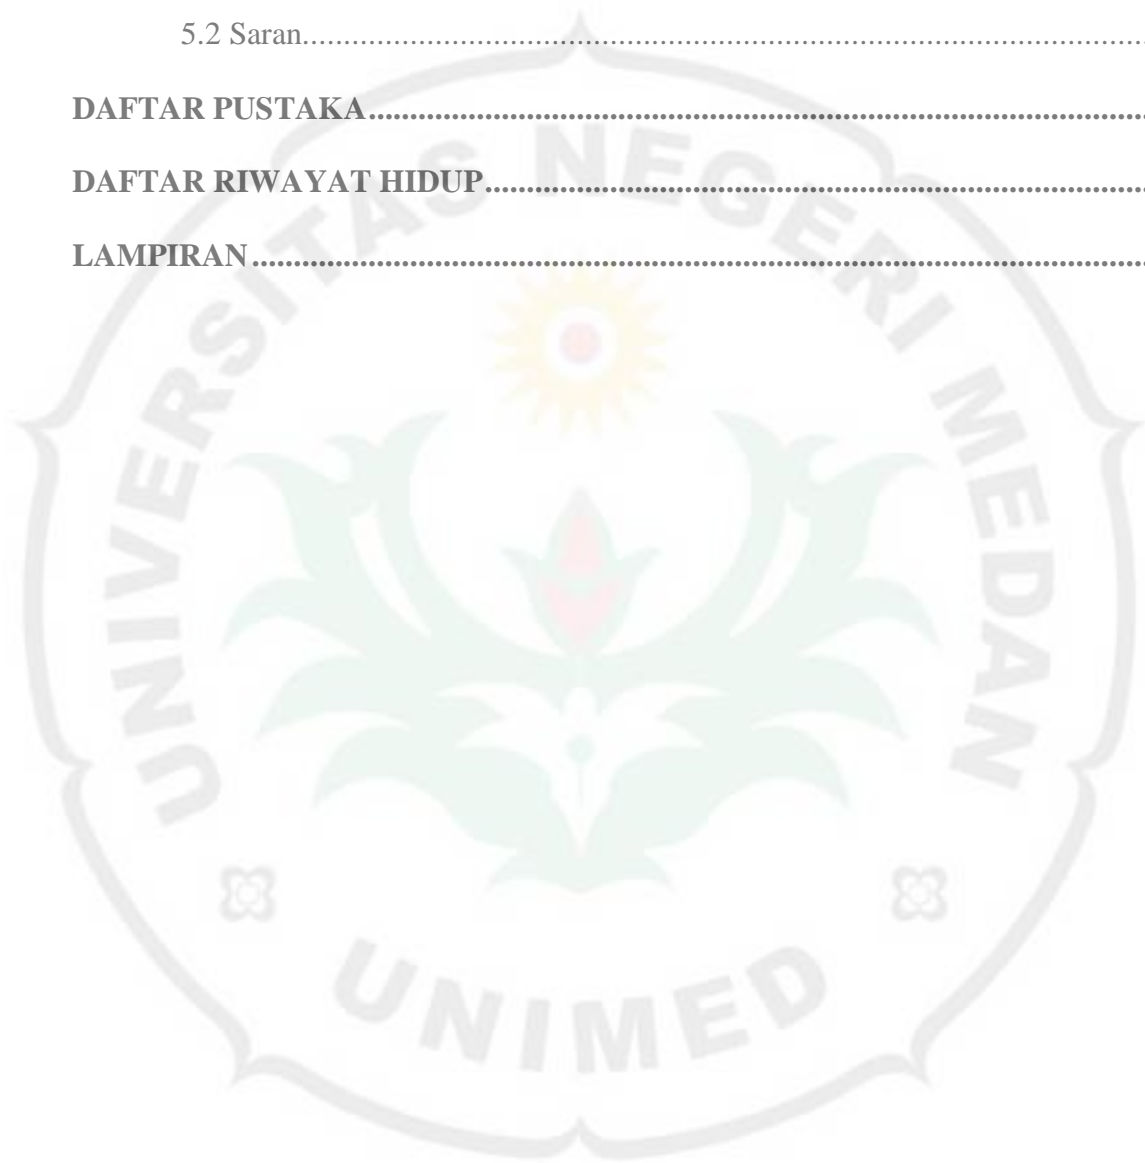 5.2 Saran........................................................................................................
DAFTAR PUSTAKA...............................................................................................
DAFTAR RIWAYAT HIDUP................................................................................
LAMPIRAN.............................................................................................................
UNIVERSITAS NEGERI MEDAN
UNIMED